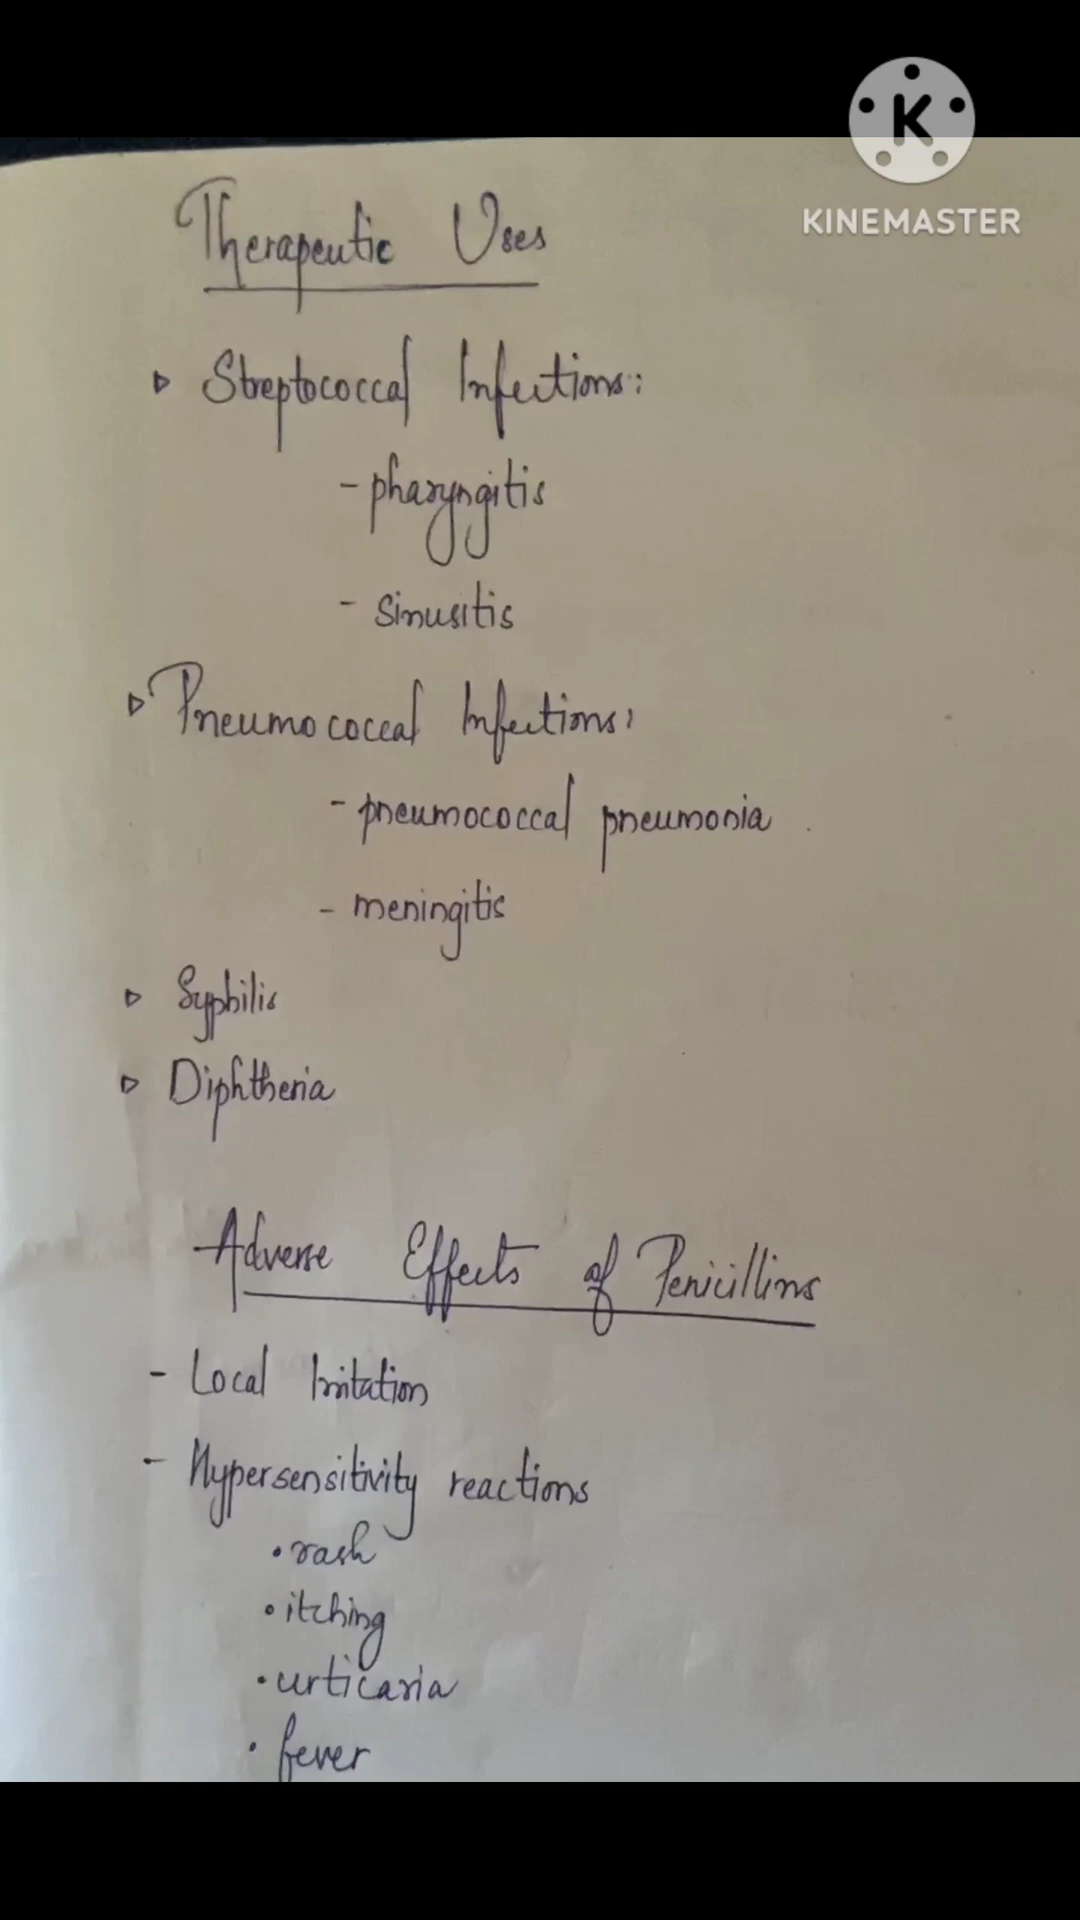 K
KINEMASTER
Therapeutic Uses
▹ Streptococcal Infections:
- pharyngitis
- sinusitis
▹ Pneumococcal Infections:
- pneumococcal pneumonia
- meningitis
▹ Syphilis
▹ Diphtheria
Adverse Effects of Penicillins
- Local Irritation
- Hypersensitivity reactions
• rash
• itching
• urticaria
• fever